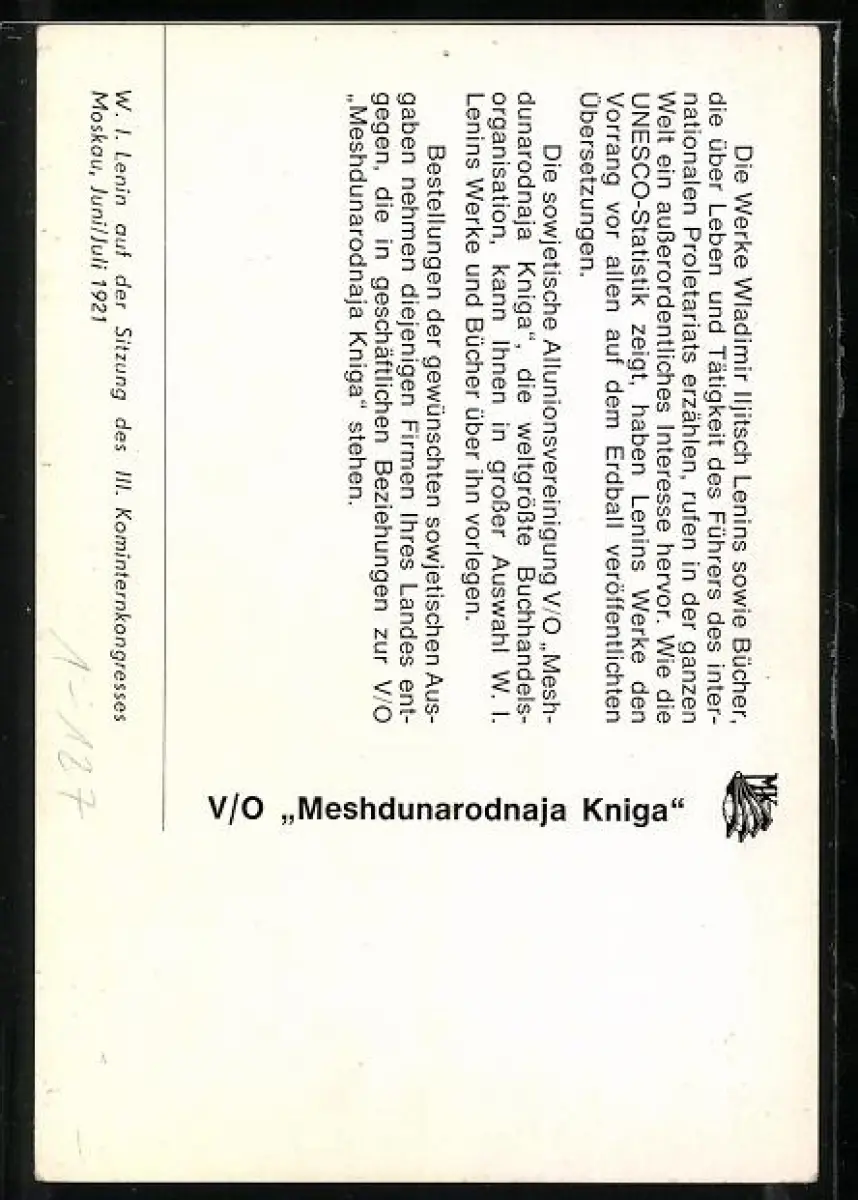 Die Werke Wladimir Iljitsch Lenins sowie Bücher,
die über Leben und Tätigkeit des Führers des inter-
nationalen Proletariats erzählen, rufen in der ganzen
Welt ein außerordentliches Interesse hervor. Wie die
UNESCO-Statistik zeigt, haben Lenins Werke den
Vorrang vor allen auf dem Erdball veröffentlichten
Übersetzungen.
Die sowjetische Allunionsvereinigung V/O „Mesh-
dunarodnaja Kniga“, die weltgrößte Buchhandels-
organisation, kann Ihnen in großer Auswahl W. I.
Lenins Werke und Bücher über ihn vorlegen.
Bestellungen der gewünschten sowjetischen Aus-
gaben nehmen diejenigen Firmen Ihres Landes ent-
gegen, die in geschäftlichen Beziehungen zur V/O
„Meshdunarodnaja Kniga“ stehen.
W. I. Lenin auf der Sitzung des III. Kominternkongresses
Moskau, Juni/Juli 1921
1-127
MK
V/O „Meshdunarodnaja Kniga“